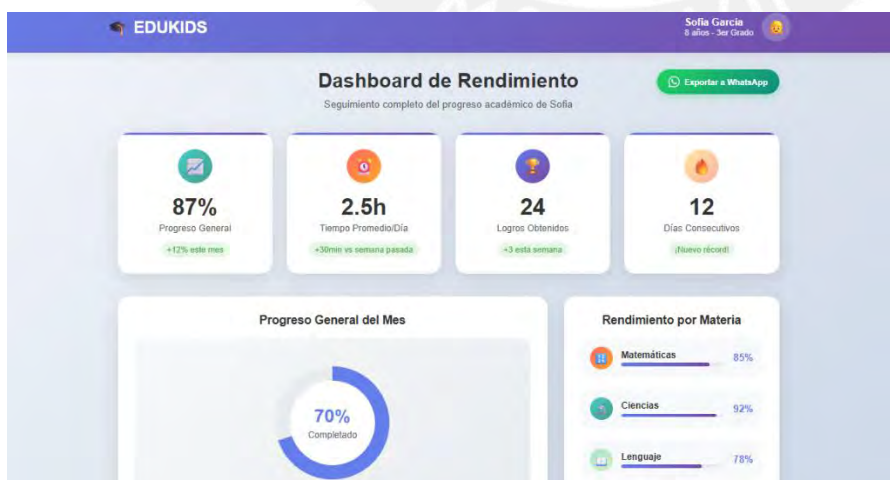 EDUKIDS
Sofía García
8 años - 3er Grado
Dashboard de Rendimiento
Exportar a WhatsApp
Seguimiento completo del progreso académico de Sofía
87%
Progreso General
+12% este mes
2.5h
Tiempo Promedio/Día
+30min vs semana pasada
24
Logros Obtenidos
+3 esta semana
12
Días Consecutivos
¡Nuevo récord!
Progreso General del Mes
70%
Completado
Rendimiento por Materia
Matemáticas 85%
Ciencias 92%
Lenguaje 78%